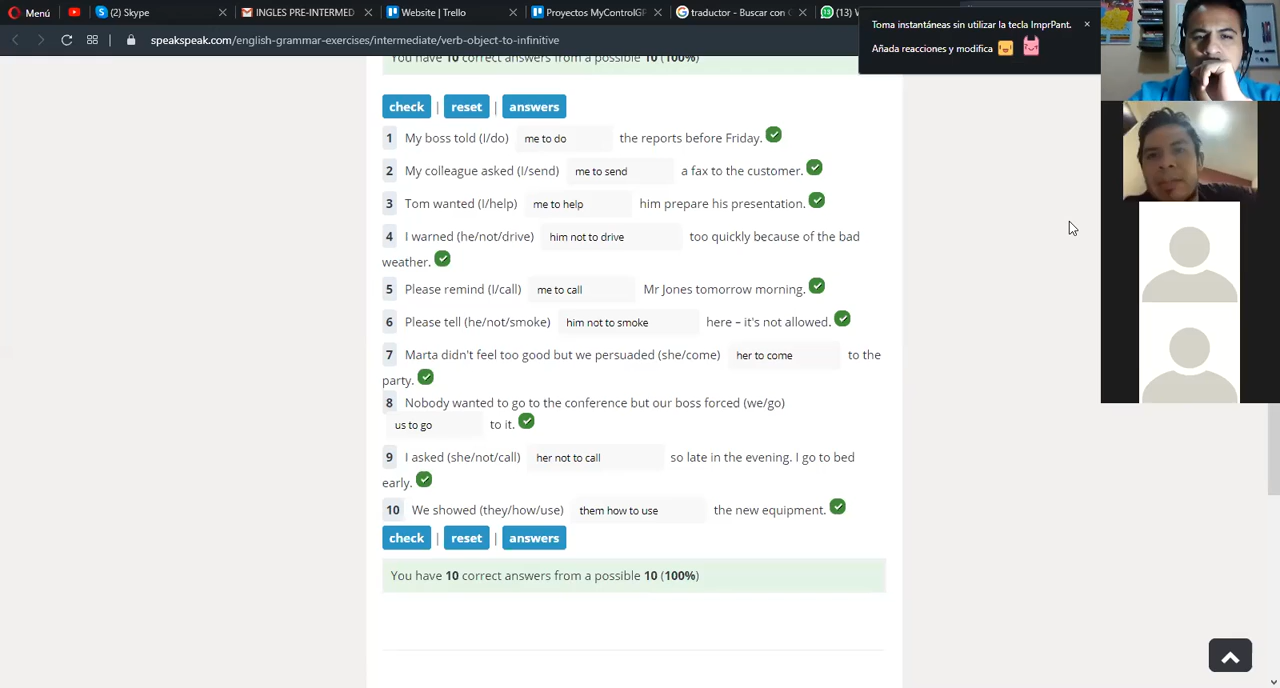 Menú
(2) Skype
INGLES PRE-INTERMED
Website | Trello
Proyectos MyControlGP
traductor - Buscar con
(13) W
Toma instantáneas sin utilizar la tecla ImprPant.
Añada reacciones y modifica
speakspeak.com/english-grammar-exercises/intermediate/verb-object-to-infinitive
You have 10 correct answers from a possible 10 (100%)
check | reset | answers
1 My boss told (I/do) me to do the reports before Friday.
2 My colleague asked (I/send) me to send a fax to the customer.
3 Tom wanted (I/help) me to help him prepare his presentation.
4 I warned (he/not/drive) him not to drive too quickly because of the bad
weather.
5 Please remind (I/call) me to call Mr Jones tomorrow morning.
6 Please tell (he/not/smoke) him not to smoke here – it's not allowed.
7 Marta didn't feel too good but we persuaded (she/come) her to come to the
party.
8 Nobody wanted to go to the conference but our boss forced (we/go)
us to go to it.
9 I asked (she/not/call) her not to call so late in the evening. I go to bed
early.
10 We showed (they/how/use) them how to use the new equipment.
check | reset | answers
You have 10 correct answers from a possible 10 (100%)